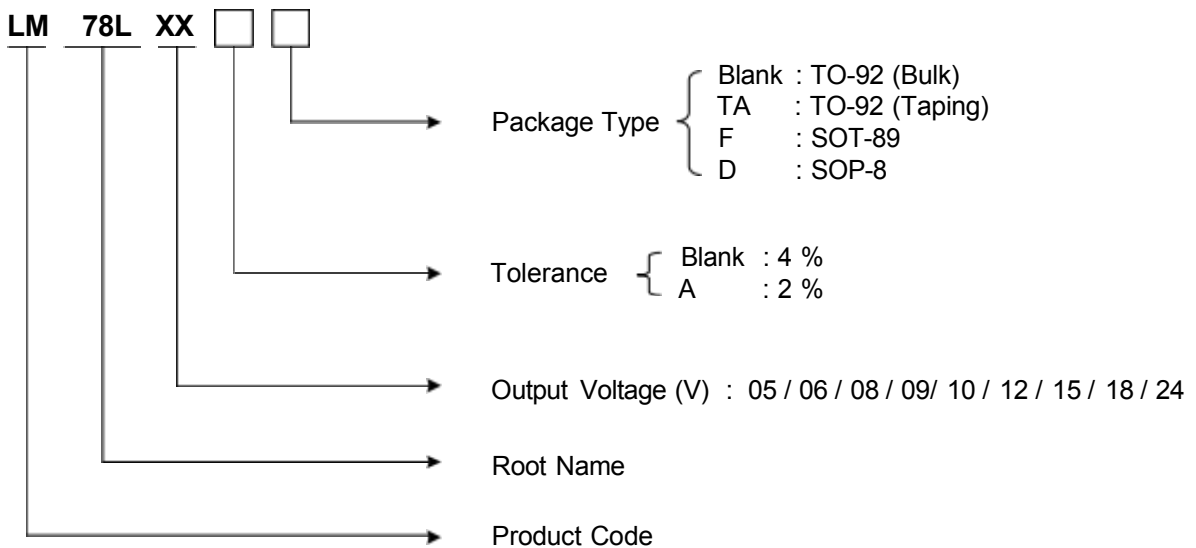 LM 78L XX
Package Type
Blank : TO-92 (Bulk)
TA : TO-92 (Taping)
F : SOT-89
D : SOP-8
Tolerance
Blank : 4 %
A : 2 %
Output Voltage (V) : 05 / 06 / 08 / 09/ 10 / 12 / 15 / 18 / 24
Root Name
Product Code